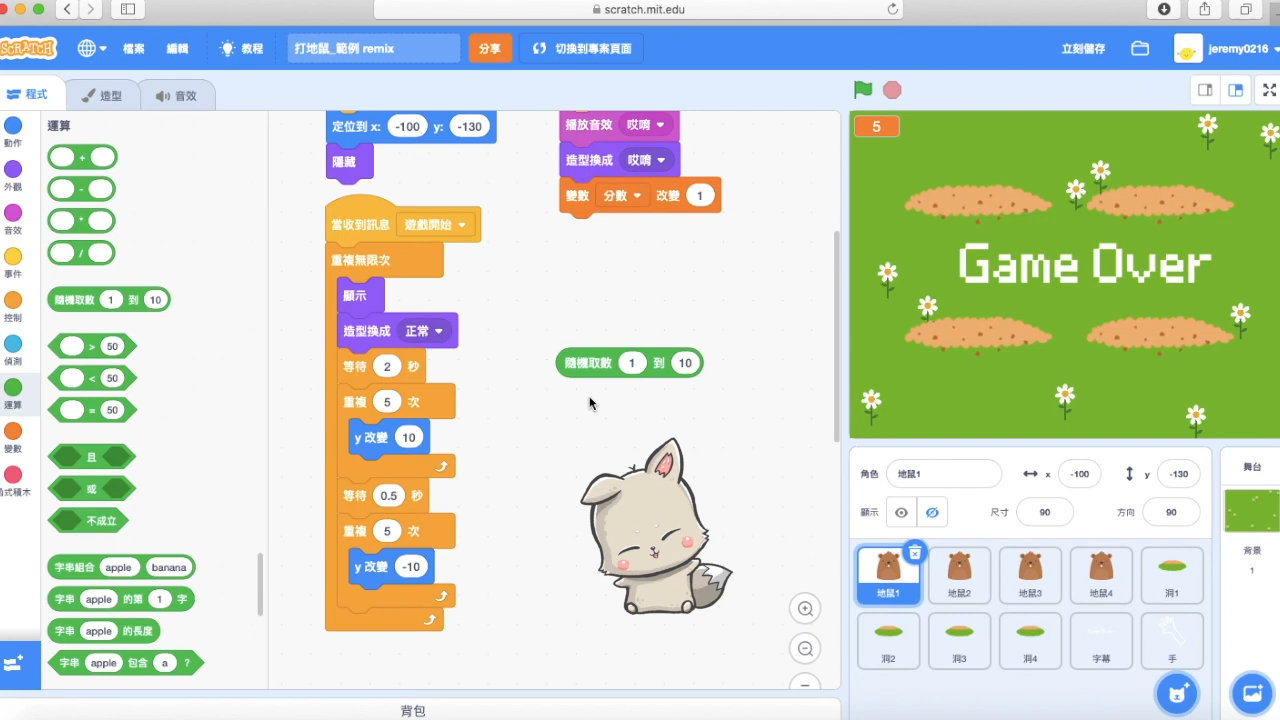 scratch.mit.edu
SCRATCH
檔案
編輯
教程
打地鼠_範例 remix
分享
切換到專案頁面
立刻儲存
jeremy0216
程式
造型
音效
動作
外觀
音效
事件
控制
偵測
運算
變數
函式積木
運算
+
-
*
/
隨機取數 1 到 10
> 50
< 50
= 50
且
或
不成立
字串組合 apple banana
字串 apple 的第 1 字
字串 apple 的長度
字串 apple 包含 a ?
定位到 x: -100 y: -130
隱藏
當收到訊息 遊戲開始
重複無限次
顯示
造型換成 正常
等待 2 秒
重複 5 次
y 改變 10
等待 0.5 秒
重複 5 次
y 改變 -10
播放音效 哎唷
造型換成 哎唷
變數 分數 改變 1
隨機取數 1 到 10
背包
5
Game Over
角色 地鼠1 x -100 y -130
顯示 尺寸 90 方向 90
地鼠1
地鼠2
地鼠3
地鼠4
洞1
洞2
洞3
洞4
字幕
手
舞台
背景
1